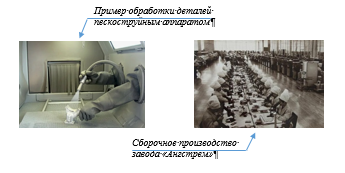 Пример обработки деталей
пескоструйным аппаратом¶
Сборочное производство
завода «Ангстрем»¶